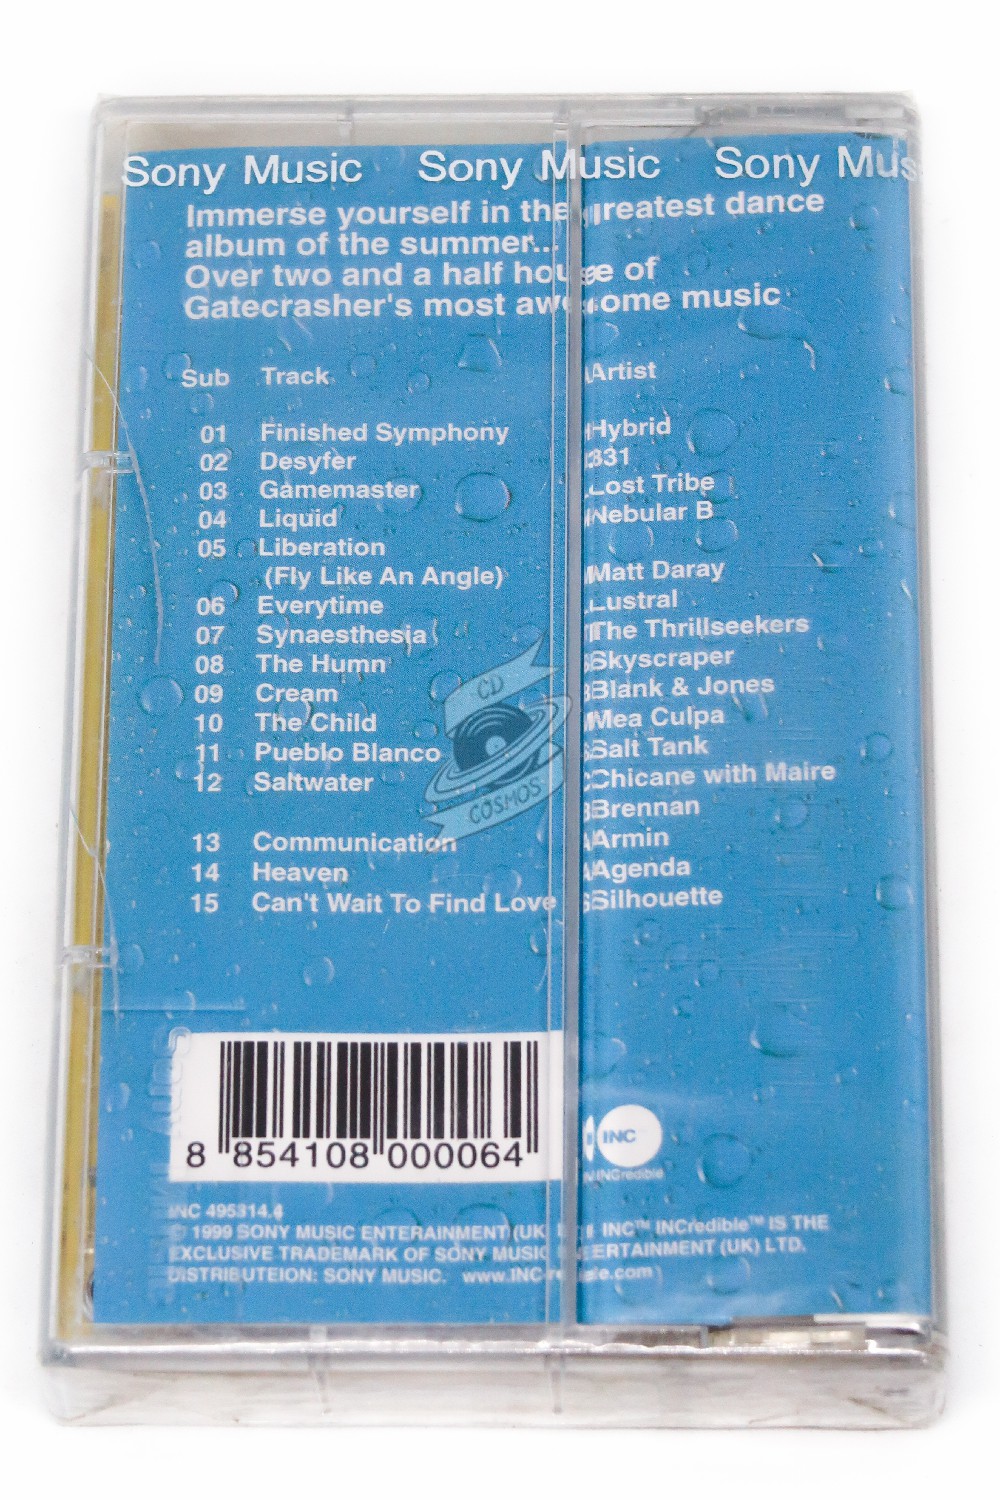 Sony Music Sony Music Sony Mus
Immerse yourself in the greatest dance
album of the summer...
Over two and a half house of
Gatecrasher's most awesome music
Sub Track Artist
01 Finished Symphony Hybrid
02 Desyfer 331
03 Gamemaster Lost Tribe
04 Liquid Nebular B
05 Liberation
(Fly Like An Angle) Matt Daray
06 Everytime Lustral
07 Synaesthesia The Thrillseekers
08 The Humn Skyscraper
09 Cream Blank & Jones
10 The Child Mea Culpa
11 Pueblo Blanco Salt Tank
12 Saltwater Chicane with Maire
Brennan
13 Communication Armin
14 Heaven Agenda
15 Can't Wait To Find Love Silhouette
CD
COSMOS
8 854108 000064
INC
INCredible
INC 495314.4
© 1999 SONY MUSIC ENTERAINMENT (UK INC™ INCredible™ IS THE
EXCLUSIVE TRADEMARK OF SONY MUSIC ENTERTAINMENT (UK) LTD.
DISTRIBUTEION: SONY MUSIC. www.INCredible.com